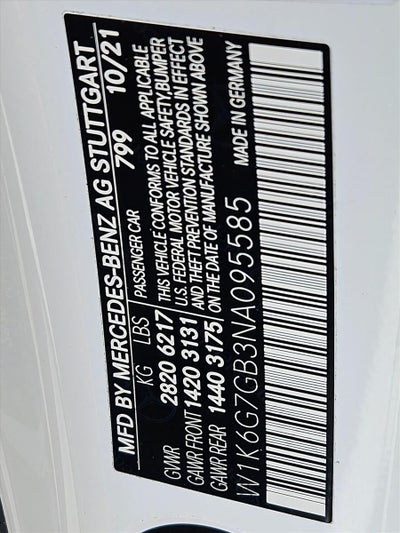 MFD BY MERCEDES-BENZ AG STUTTGART
799 10/21
KG LBS PASSENGER CAR
GVWR 2820 6217
GAWR FRONT 1420 3131
GAWR REAR 1440 3175
THIS VEHICLE CONFORMS TO ALL APPLICABLE
U.S. FEDERAL MOTOR VEHICLE SAFETY,BUMPER
AND THEFT PREVENTION STANDARDS IN EFFECT
ON THE DATE OF MANUFACTURE SHOWN ABOVE
W1K6G7GB3NA095585 MADE IN GERMANY